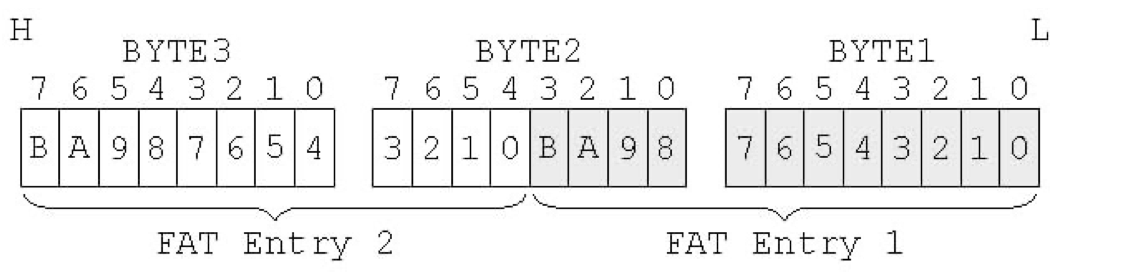 H L
BYTE3 BYTE2 BYTE1
7 6 5 4 3 2 1 0 7 6 5 4 3 2 1 0 7 6 5 4 3 2 1 0
B A 9 8 7 6 5 4 3 2 1 0 B A 9 8 7 6 5 4 3 2 1 0
FAT Entry 2 FAT Entry 1